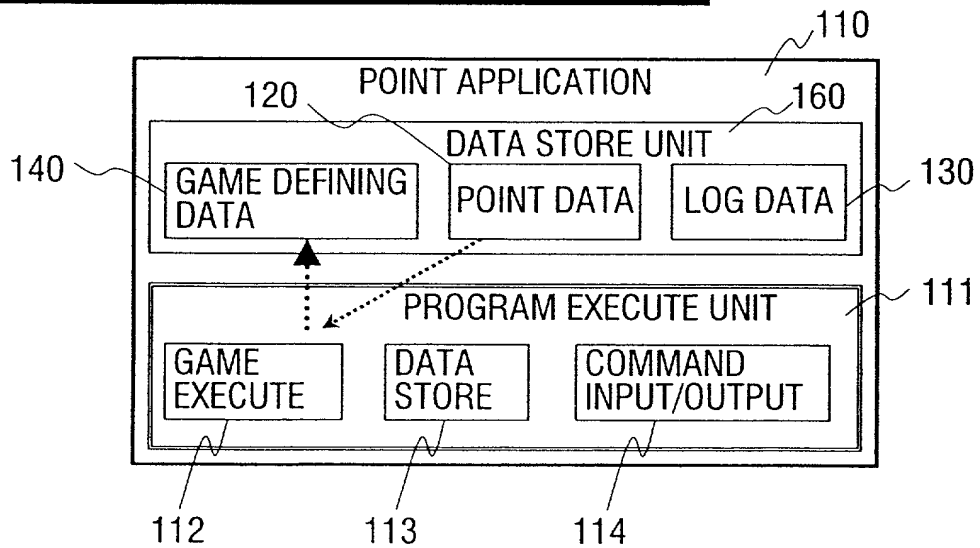 110
POINT APPLICATION
120
160
DATA STORE UNIT
140
GAME DEFINING
DATA
POINT DATA
LOG DATA
130
PROGRAM EXECUTE UNIT
111
GAME
EXECUTE
DATA
STORE
COMMAND
INPUT/OUTPUT
112
113
114